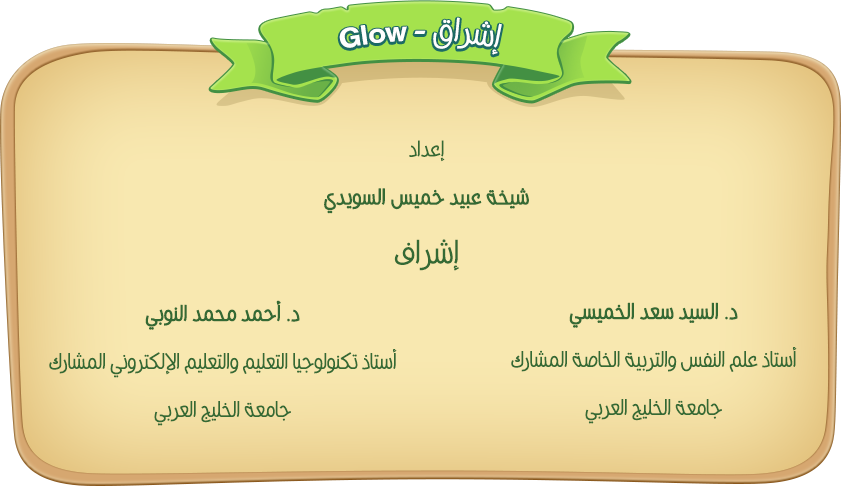 إشراق - Glow
إعداد
شيخة عبيد خميس السويدي
إشراف
د. السيد سعد الخميسي
أستاذ علم النفس والتربية الخاصة المشارك
جامعة الخليج العربي
د. أحمد محمد النوبي
أستاذ تكنولوجيا التعليم والتعليم الإلكتروني المشارك
جامعة الخليج العربي